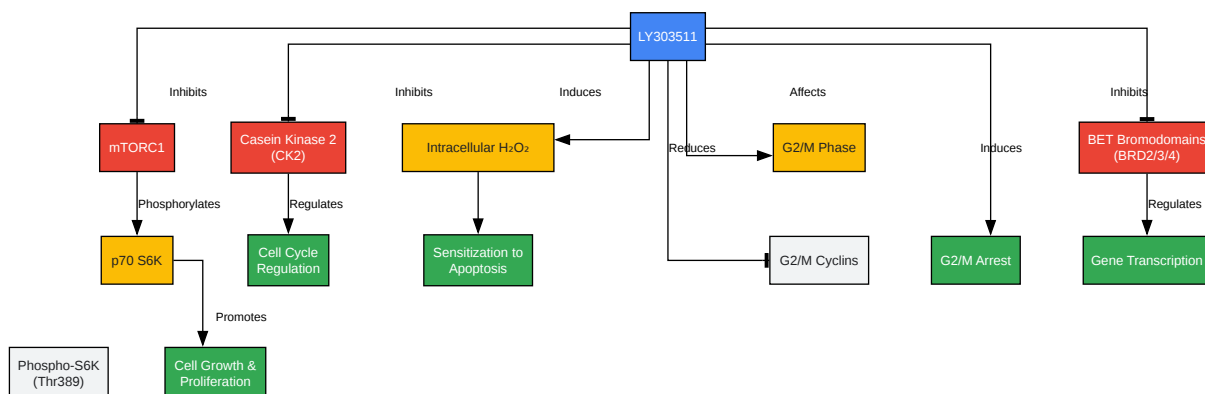 LY303511
Inhibits
Inhibits
Induces
Affects
Inhibits
mTORC1
Casein Kinase 2
(CK2)
Intracellular H₂O₂
Reduces
G2/M Phase
Induces
BET Bromodomains
(BRD2/3/4)
Phosphorylates
Regulates
Regulates
p70 S6K
Cell Cycle
Regulation
Sensitization to
Apoptosis
G2/M Cyclins
G2/M Arrest
Gene Transcription
Promotes
Phospho-S6K
(Thr389)
Cell Growth &
Proliferation